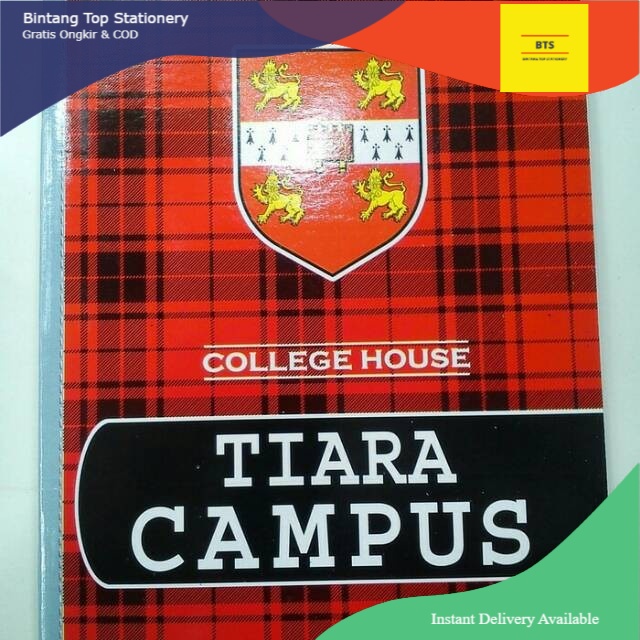 Bintang Top Stationery
Gratis Ongkir & COD
BTS
COLLEGE HOUSE
TIARA
CAMPUS
Instant Delivery Available